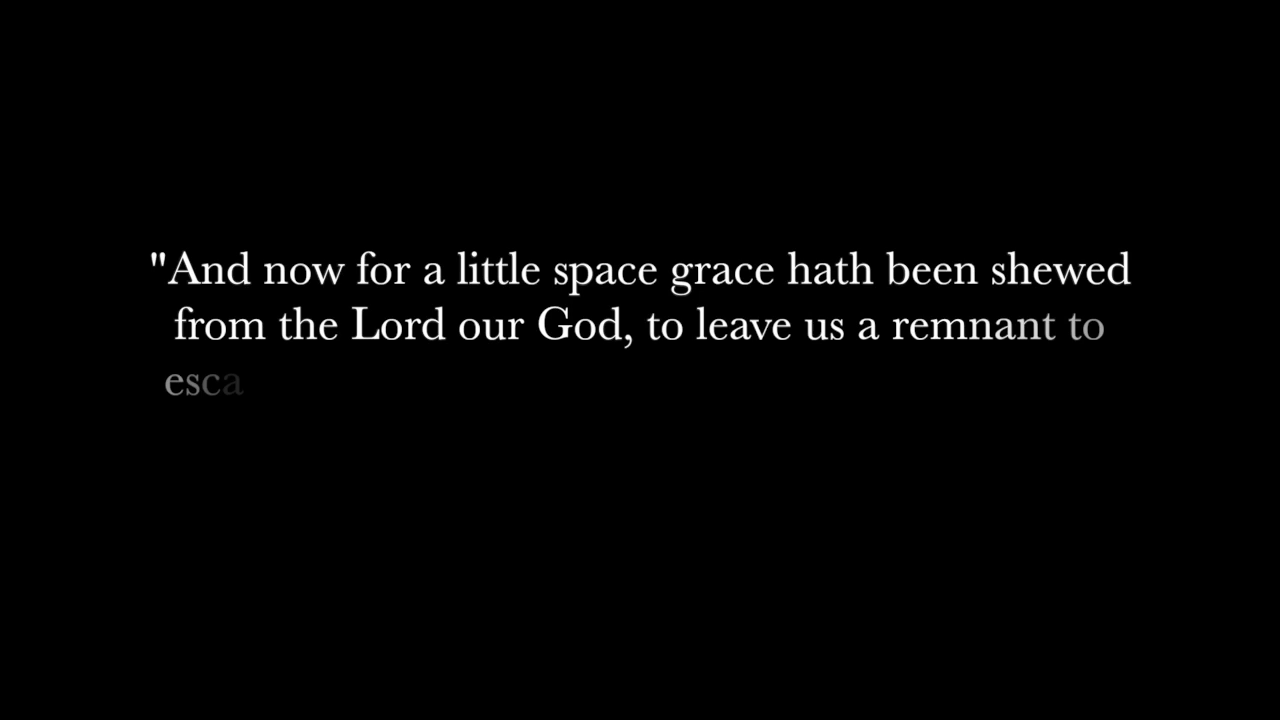 "And now for a little space grace hath been shewed
from the Lord our God, to leave us a remnant to
esca